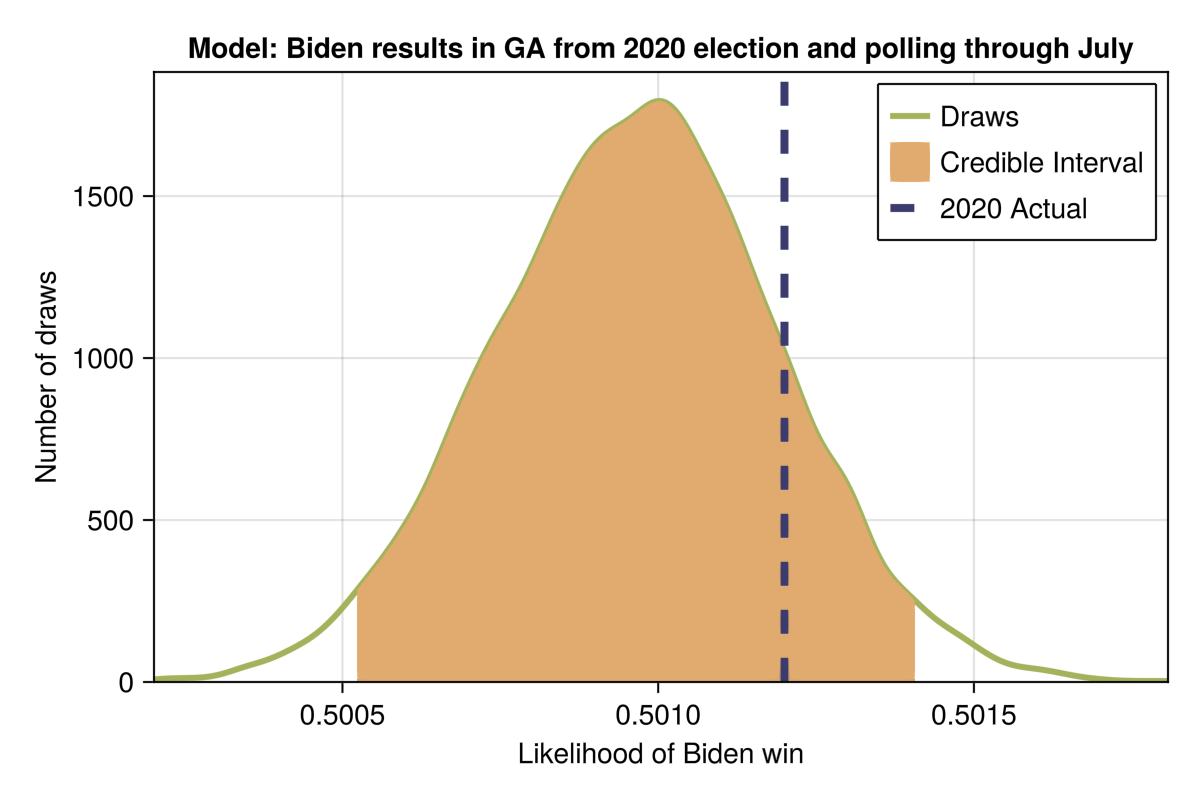 Model: Biden results in GA from 2020 election and polling through July
Draws
Credible Interval
2020 Actual
Number of draws
1500
1000
500
0
0.5005 0.5010 0.5015
Likelihood of Biden win